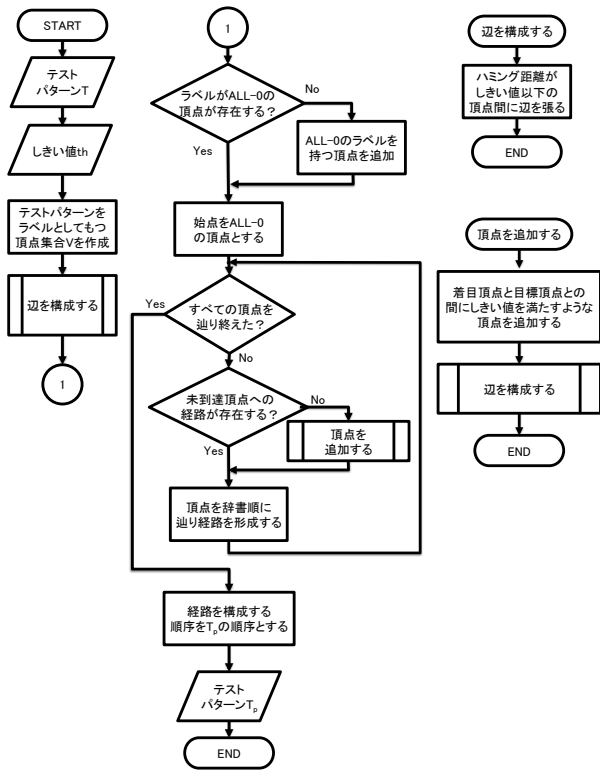 START
テスト
パターンT
しきい値th
テストパターンを
ラベルとしてもつ
頂点集合Vを作成
辺を構成する
1
1
ラベルがALL-0の
頂点が存在する?
No
Yes
ALL-0のラベルを
持つ頂点を追加
始点をALL-0
の頂点とする
すべての頂点を
辿り終えた?
Yes
No
未到達頂点への
経路が存在する?
No
Yes
頂点を
追加する
頂点を辞書順に
辿り経路を形成する
経路を構成する
順序をTpの順序とする
テスト
パターンTp
END
辺を構成する
ハミング距離が
しきい値以下の
頂点間に辺を張る
END
頂点を追加する
着目頂点と目標頂点との
間にしきい値を満たすような
頂点を追加する
辺を構成する
END